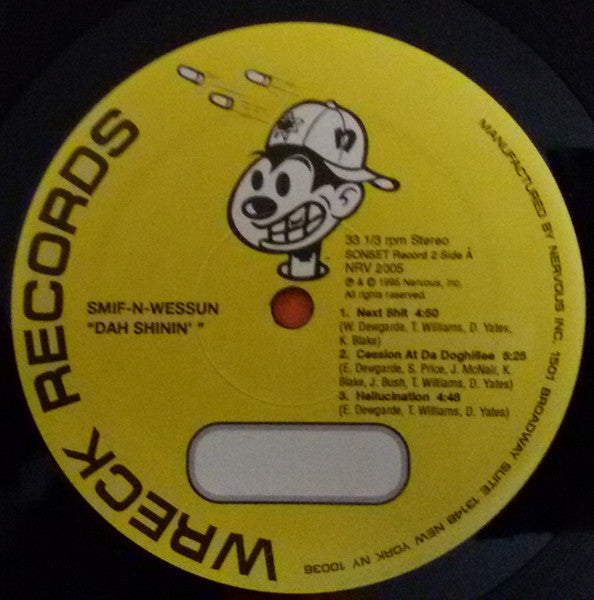 WRECK RECORDS
MANUFACTURED BY NERVOUS INC. 1501 BROADWAY SUITE 1314B NEW YORK NY 10036
33 1/3 rpm Stereo
SONSET Record 2 Side A
NRV 2005
℗ & © 1995 Nervous, Inc.
All rights reserved.
SMIF-N-WESSUN
"DAH SHININ' "
1. Next Shit 4:50
(W. Dewgarde, T. Williams, D. Yates,
K. Blake)
2. Cession At Da Doghillee 5:25
(E. Dewgarde, S. Price, J. McNair, K.
Blake, J. Bush, T. Williams, D. Yates)
3. Hellucination 4:48
(E. Dewgarde, T. Williams, D. Yates)